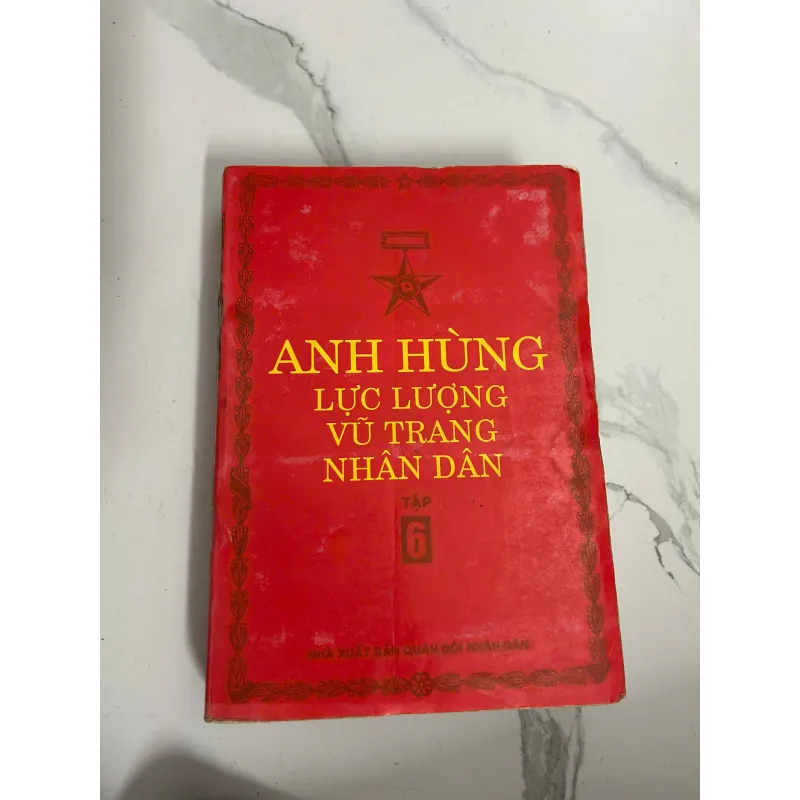 ANH HÙNG
LỰC LƯỢNG
VŨ TRANG
NHÂN DÂN
TẬP
6
NHÀ XUẤT BẢN QUÂN ĐỘI NHÂN DÂN